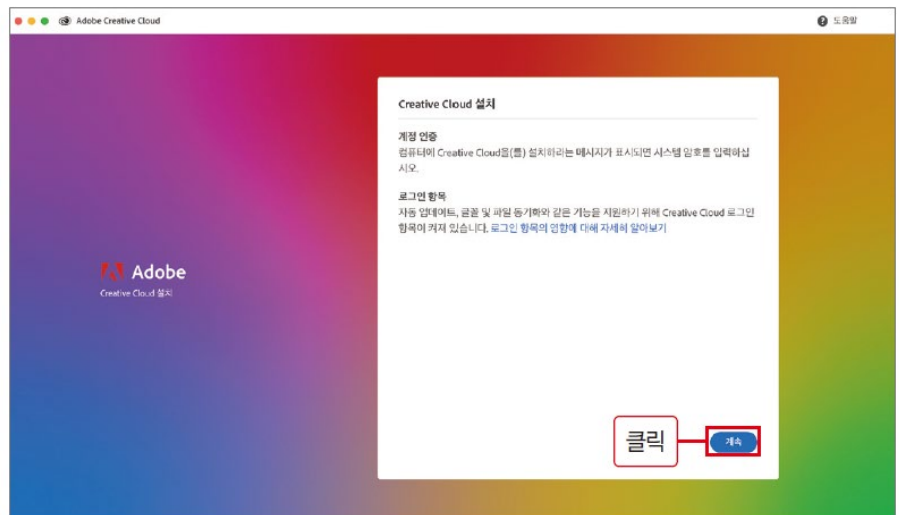 Adobe Creative Cloud
도움말
Creative Cloud 설치
계정 인증
컴퓨터에 Creative Cloud을(를) 설치하라는 메시지가 표시되면 시스템 암호를 입력하십
시오.
로그인 항목
자동 업데이트, 글꼴 및 파일 동기화와 같은 기능을 지원하기 위해 Creative Cloud 로그인
항목이 켜져 있습니다. 로그인 항목의 영향에 대해 자세히 알아보기
Adobe
Creative Cloud 설치
클릭
계속